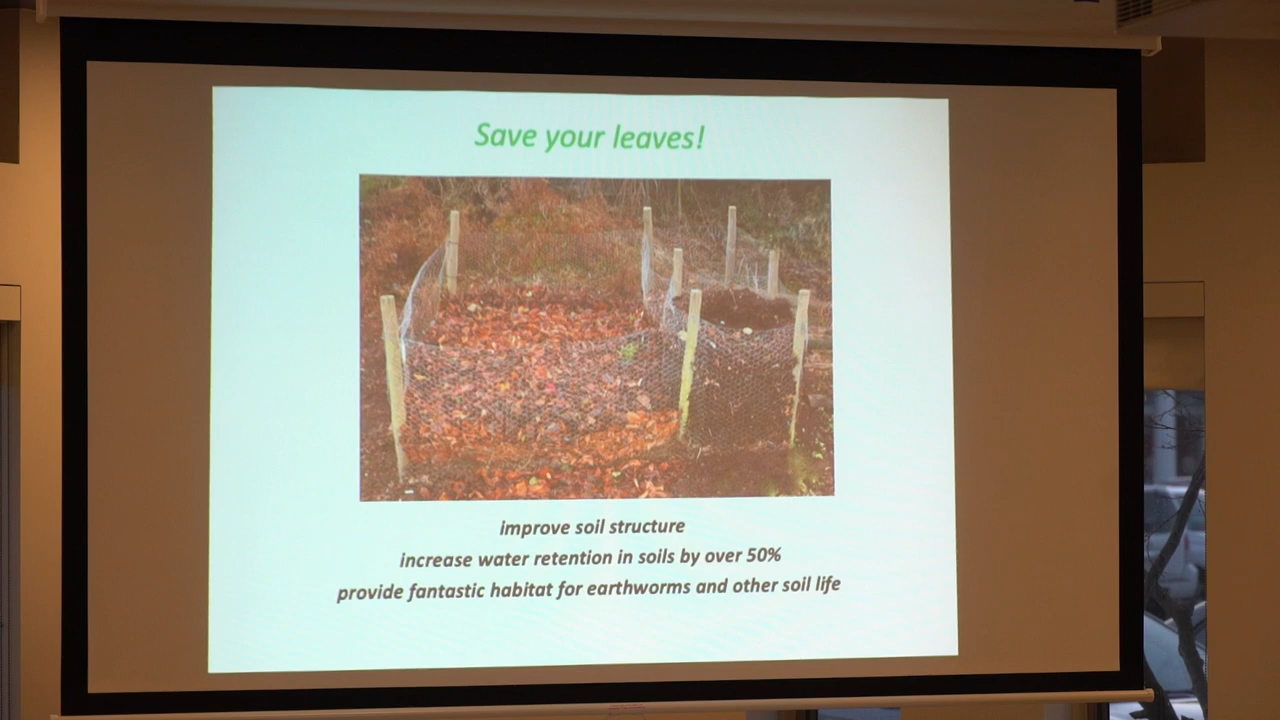 Save your leaves!
improve soil structure
increase water retention in soils by over 50%
provide fantastic habitat for earthworms and other soil life